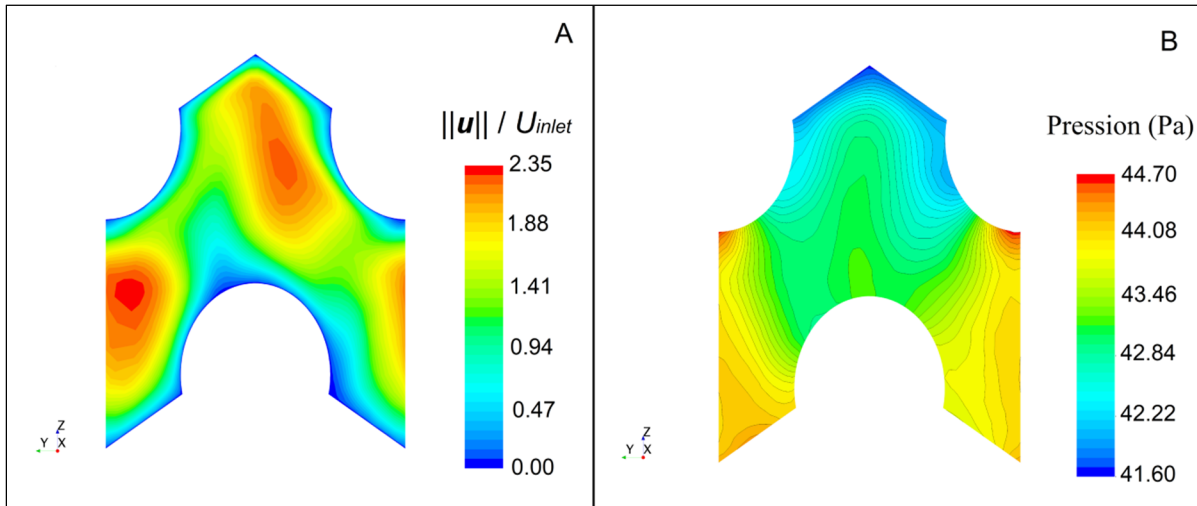 A
||u|| / Uinlet
2.35
1.88
1.41
0.94
0.47
0.00
Z
Y X
B
Pression (Pa)
44.70
44.08
43.46
42.84
42.22
41.60
Z
Y X